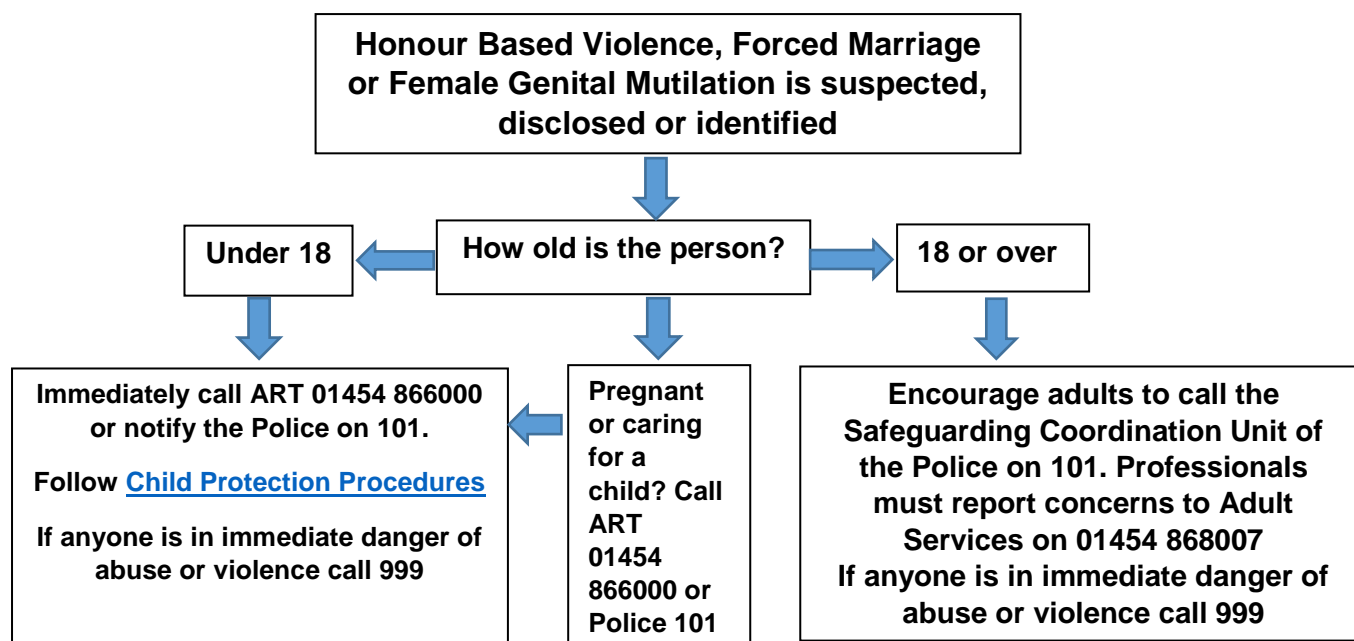 Honour Based Violence, Forced Marriage
or Female Genital Mutilation is suspected,
disclosed or identified
Under 18
How old is the person?
18 or over
Immediately call ART 01454 866000
or notify the Police on 101.
Follow Child Protection Procedures
If anyone is in immediate danger of
abuse or violence call 999
Pregnant
or caring
for a
child? Call
ART
01454
866000 or
Police 101
Encourage adults to call the
Safeguarding Coordination Unit of
the Police on 101. Professionals
must report concerns to Adult
Services on 01454 868007
If anyone is in immediate danger of
abuse or violence call 999